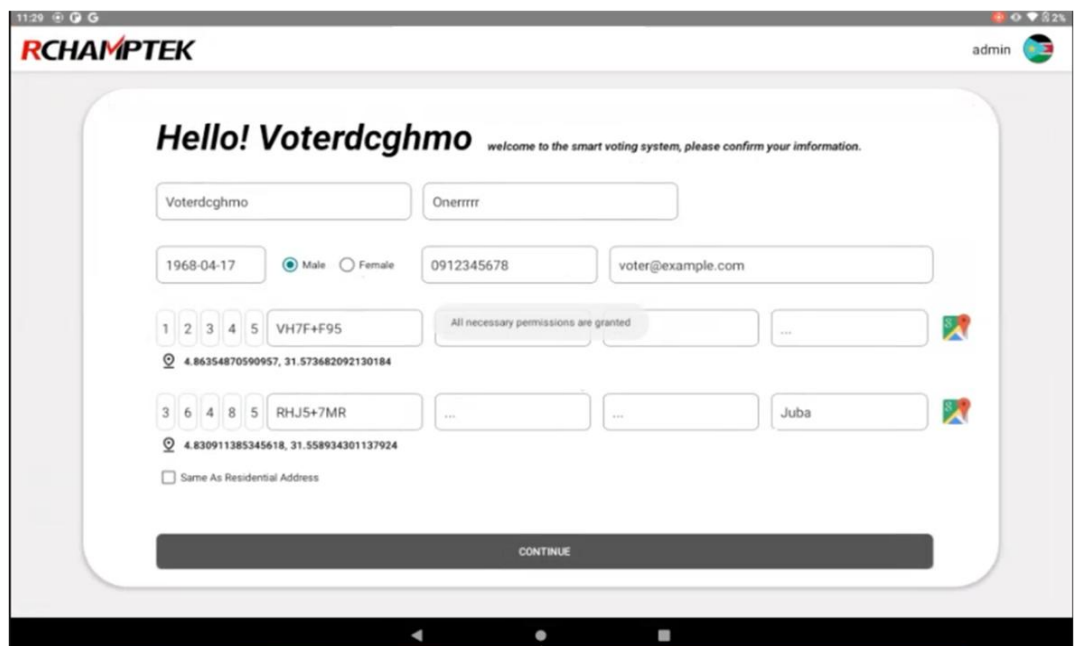 11:29 2%
RCHAMPTEK admin
Hello! Voterdcghmo welcome to the smart voting system, please confirm your imformation.
Voterdcghmo Onerrrrr
1968-04-17 Male Female 0912345678 voter@example.com
1 2 3 4 5 VH7F+F95 All necessary permissions are granted ...
4.86354870590957, 31.573682092130184
3 6 4 8 5 RHJ5+7MR ... ... Juba
4.830911385345618, 31.558934301137924
Same As Residential Address
CONTINUE